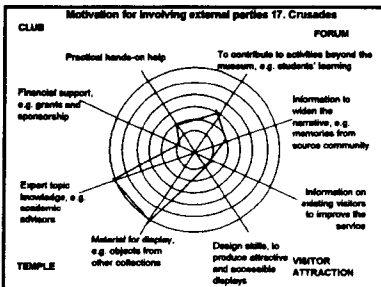 Motivation for involving external parties 17. Crusades
CLUB
FORUM
Practical hands-on help
To contribute to activities beyond the
museum, e.g. students' learning
Financial support,
e.g. grants and
sponsorship
Information to
widen the
narrative, e.g.
memories from
source community
Expert topic
knowledge, e.g.
academic
advisors
Information on
existing visitors
to improve the
service
Material for display,
e.g. objects from
other collections
Design skills, to
produce attractive
and accessible
displays
TEMPLE
VISITOR
ATTRACTION